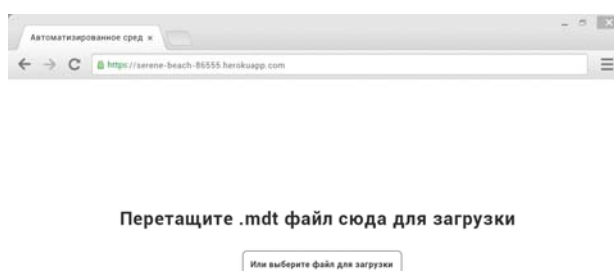 Автоматизированное сред
https://serene-beach-86555.herokuapp.com
Перетащите .mdt файл сюда для загрузки
Или выберите файл для загрузки